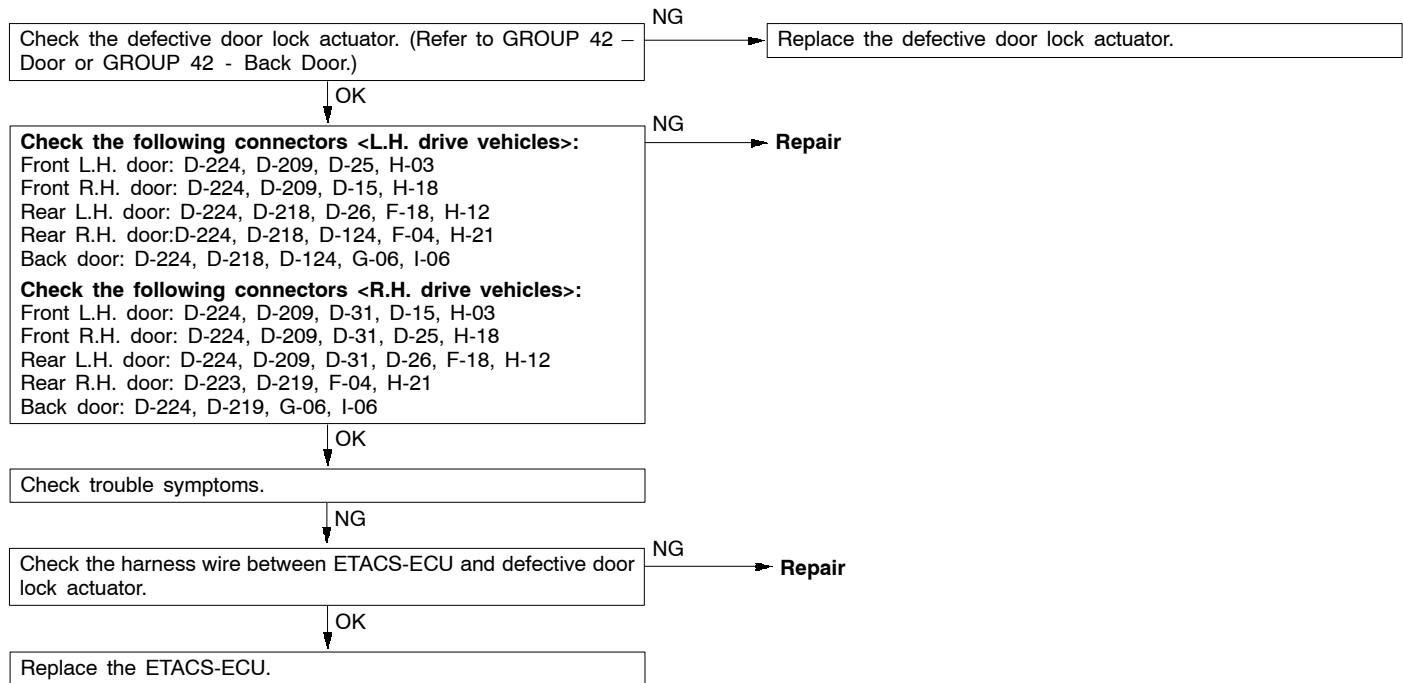 NG
Check the defective door lock actuator. (Refer to GROUP 42 –
Door or GROUP 42 - Back Door.)
Replace the defective door lock actuator.
OK
Check the following connectors <L.H. drive vehicles>:
Front L.H. door: D-224, D-209, D-25, H-03
Front R.H. door: D-224, D-209, D-15, H-18
Rear L.H. door: D-224, D-218, D-26, F-18, H-12
Rear R.H. door:D-224, D-218, D-124, F-04, H-21
Back door: D-224, D-218, D-124, G-06, I-06
Check the following connectors <R.H. drive vehicles>:
Front L.H. door: D-224, D-209, D-31, D-15, H-03
Front R.H. door: D-224, D-209, D-31, D-25, H-18
Rear L.H. door: D-224, D-209, D-31, D-26, F-18, H-12
Rear R.H. door: D-223, D-219, F-04, H-21
Back door: D-224, D-219, G-06, I-06
NG
Repair
OK
Check trouble symptoms.
NG
Check the harness wire between ETACS-ECU and defective door
lock actuator.
NG
Repair
OK
Replace the ETACS-ECU.